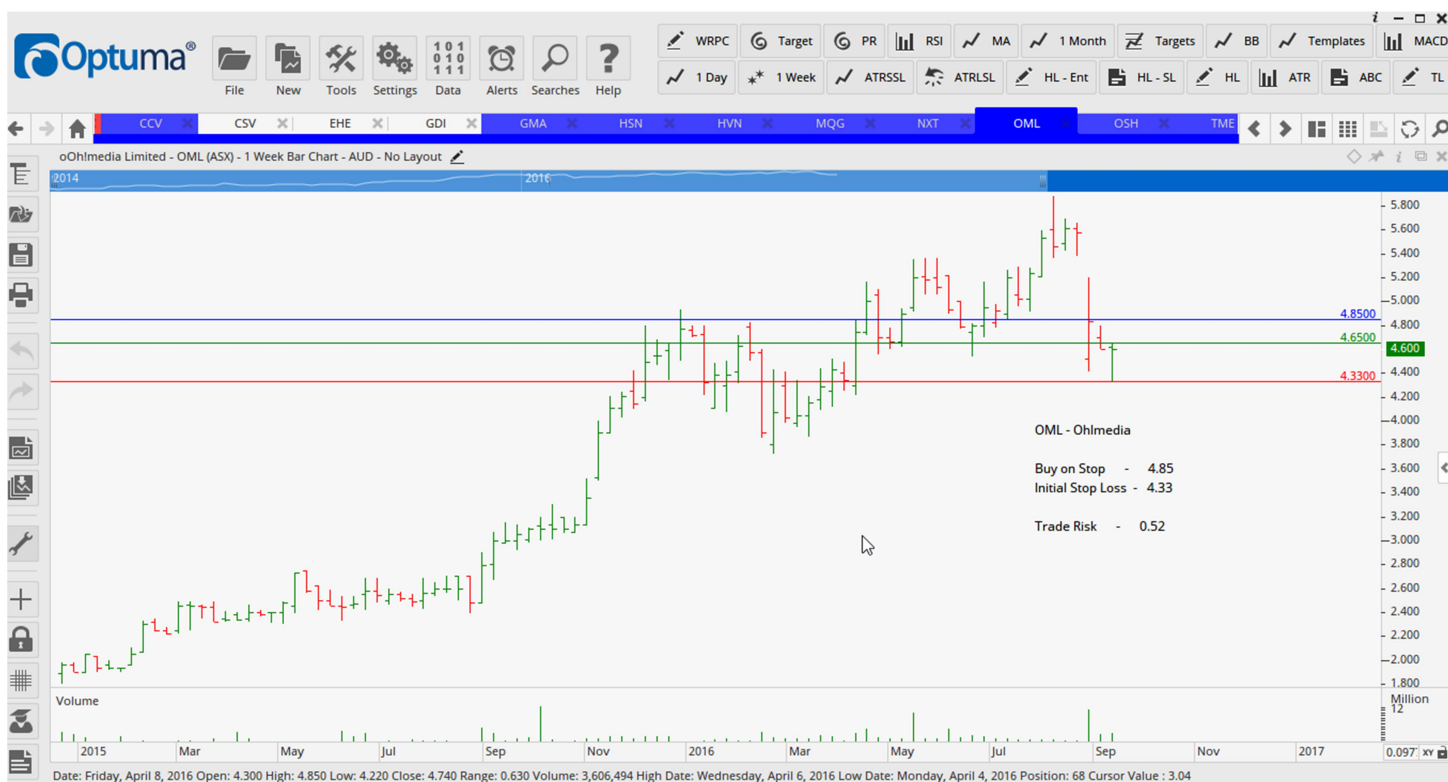 i
Optuma®
File
New
Tools
Settings
101
010
111
Data
Alerts
Searches
?
Help
WRPC
Target
PR
RSI
MA
1 Month
Targets
BB
Templates
MACD
1 Day
1 Week
ATRSSL
ATRLSL
HL - Ent
HL - SL
HL
ATR
ABC
TL
CCV
CSV
EHE
GDI
GMA
HSN
HVN
MQG
NXT
OML
OSH
TME
oOh!media Limited - OML (ASX) - 1 Week Bar Chart - AUD - No Layout
i
2014
2016
5.800
5.600
5.400
5.200
5.000
4.8500
4.800
4.6500
4.600
4.3300
4.400
4.200
4.000
3.800
3.600
3.400
3.200
3.000
2.800
2.600
2.400
2.200
2.000
1.800
OML - Oh!media
Buy on Stop - 4.85
Initial Stop Loss - 4.33
Trade Risk - 0.52
Volume
Million
12
2015
Mar
May
Jul
Sep
Nov
2016
Mar
May
Jul
Sep
Nov
2017
0.097
XY
Date: Friday, April 8, 2016 Open: 4.300 High: 4.850 Low: 4.220 Close: 4.740 Range: 0.630 Volume: 3,606,494 High Date: Wednesday, April 6, 2016 Low Date: Monday, April 4, 2016 Position: 68 Cursor Value : 3.04